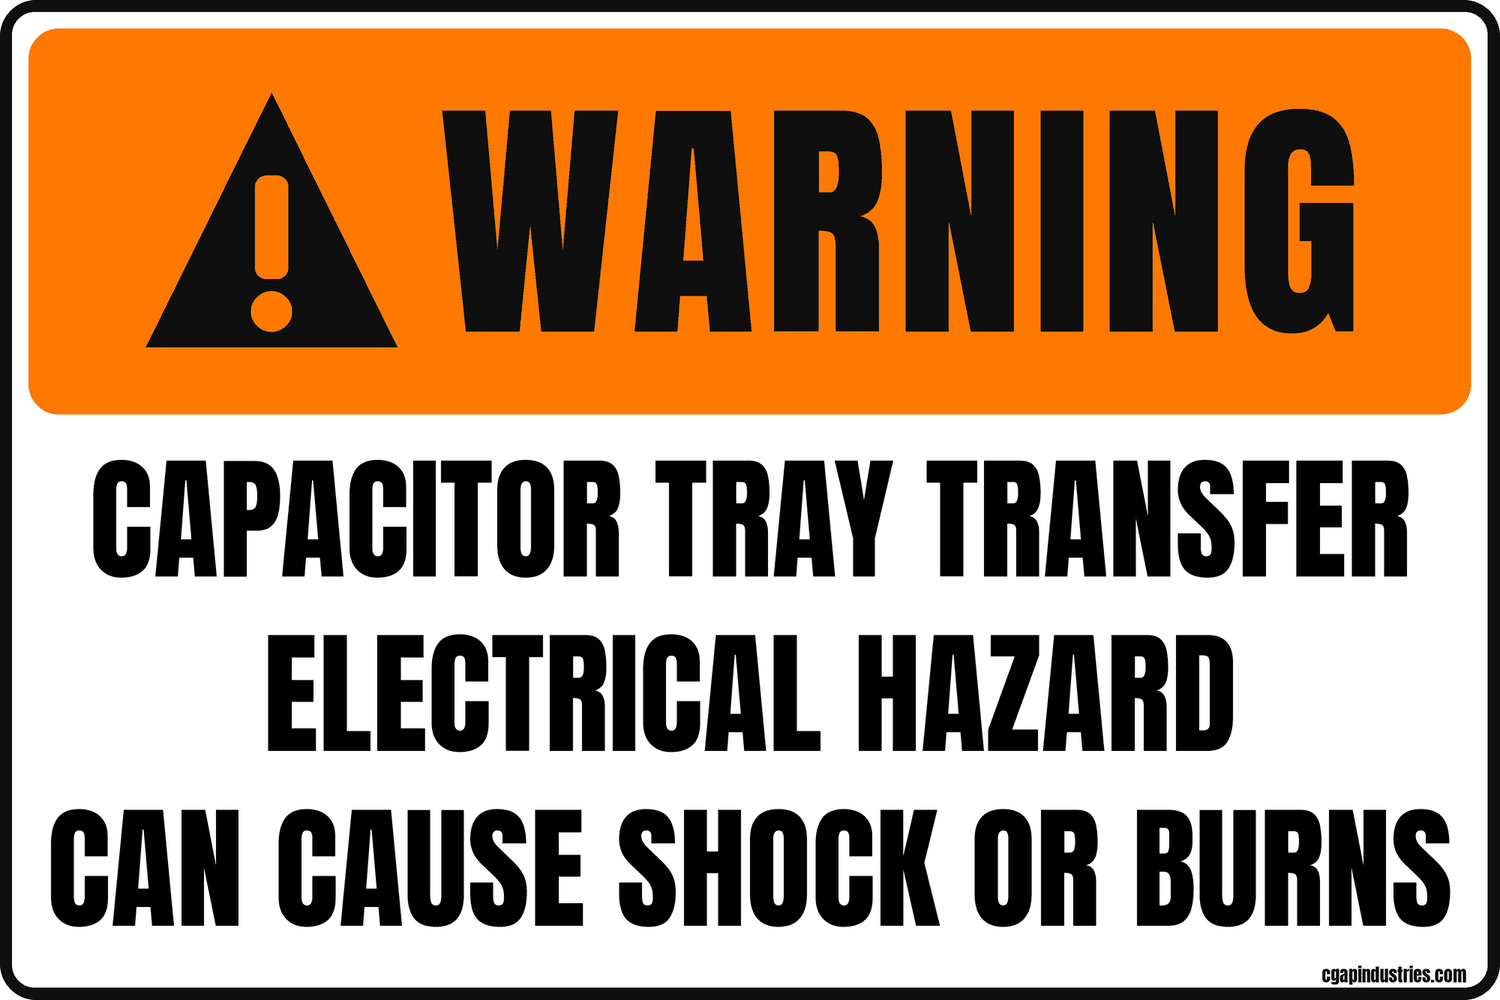 WARNING
CAPACITOR TRAY TRANSFER
ELECTRICAL HAZARD
CAN CAUSE SHOCK OR BURNS
cgapindustries.com